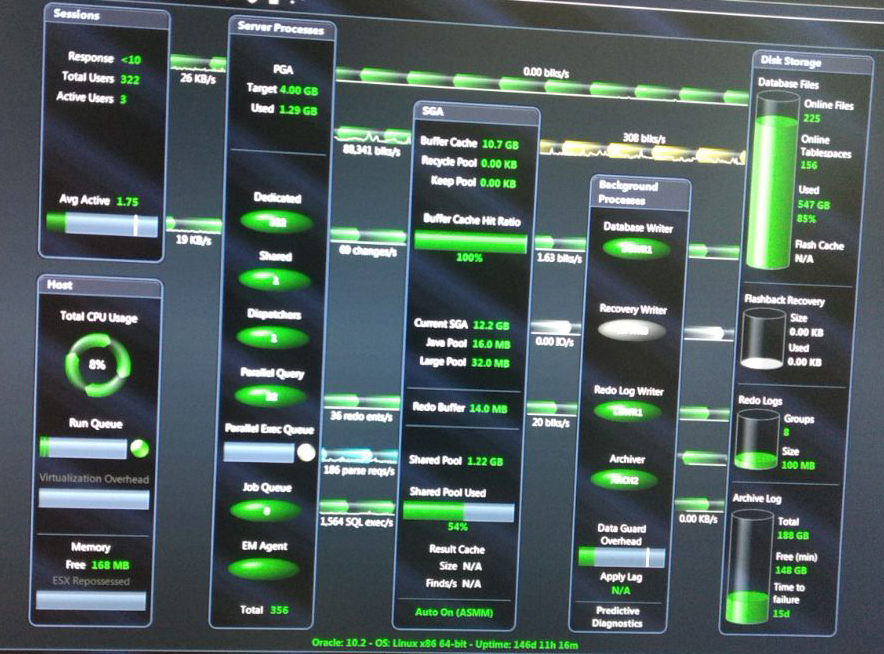 Sessions
Response <10
Total Users 322
Active Users 3
Avg Active 1.75
Host
Total CPU Usage
8%
Run Queue
Virtualization Overhead
Memory
Free 168 MB
ESX Repossessed
26 KB/s
19 KB/s
Server Processes
PGA
Target 4.00 GB
Used 1.29 GB
Dedicated
322
Shared
1
Dispatchers
1
Parallel Query
32
Parallel Exec Queue
Job Queue
0
EM Agent
Total 356
0.00 blks/s
88,341 blks/s
69 changes/s
36 redo ents/s
186 parse reqs/s
1,564 SQL exec/s
SGA
Buffer Cache 10.7 GB
Recycle Pool 0.00 KB
Keep Pool 0.00 KB
Buffer Cache Hit Ratio
100%
Current SGA 12.2 GB
Java Pool 16.0 MB
Large Pool 32.0 MB
Redo Buffer 14.0 MB
Shared Pool 1.22 GB
Shared Pool Used
54%
Result Cache
Size N/A
Finds/s N/A
Auto On (ASMM)
308 blks/s
1.63 blks/s
0.00 IO/s
20 blks/s
Background
Processes
Database Writer
DBWR1
Recovery Writer
Redo Log Writer
LGWR1
Archiver
ARCH2
Data Guard
Overhead
Apply Lag
N/A
Predictive
Diagnostics
0.00 KB/s
Disk Storage
Database Files
Online Files
225
Online
Tablespaces
156
Used
547 GB
85%
Flash Cache
N/A
Flashback Recovery
Size
0.00 KB
Used
0.00 KB
Redo Logs
Groups
8
Size
100 MB
Archive Log
Total
188 GB
Free (min)
148 GB
Time to
failure
15d
Oracle: 10.2 - OS: Linux x86 64-bit - Uptime: 146d 11h 16m